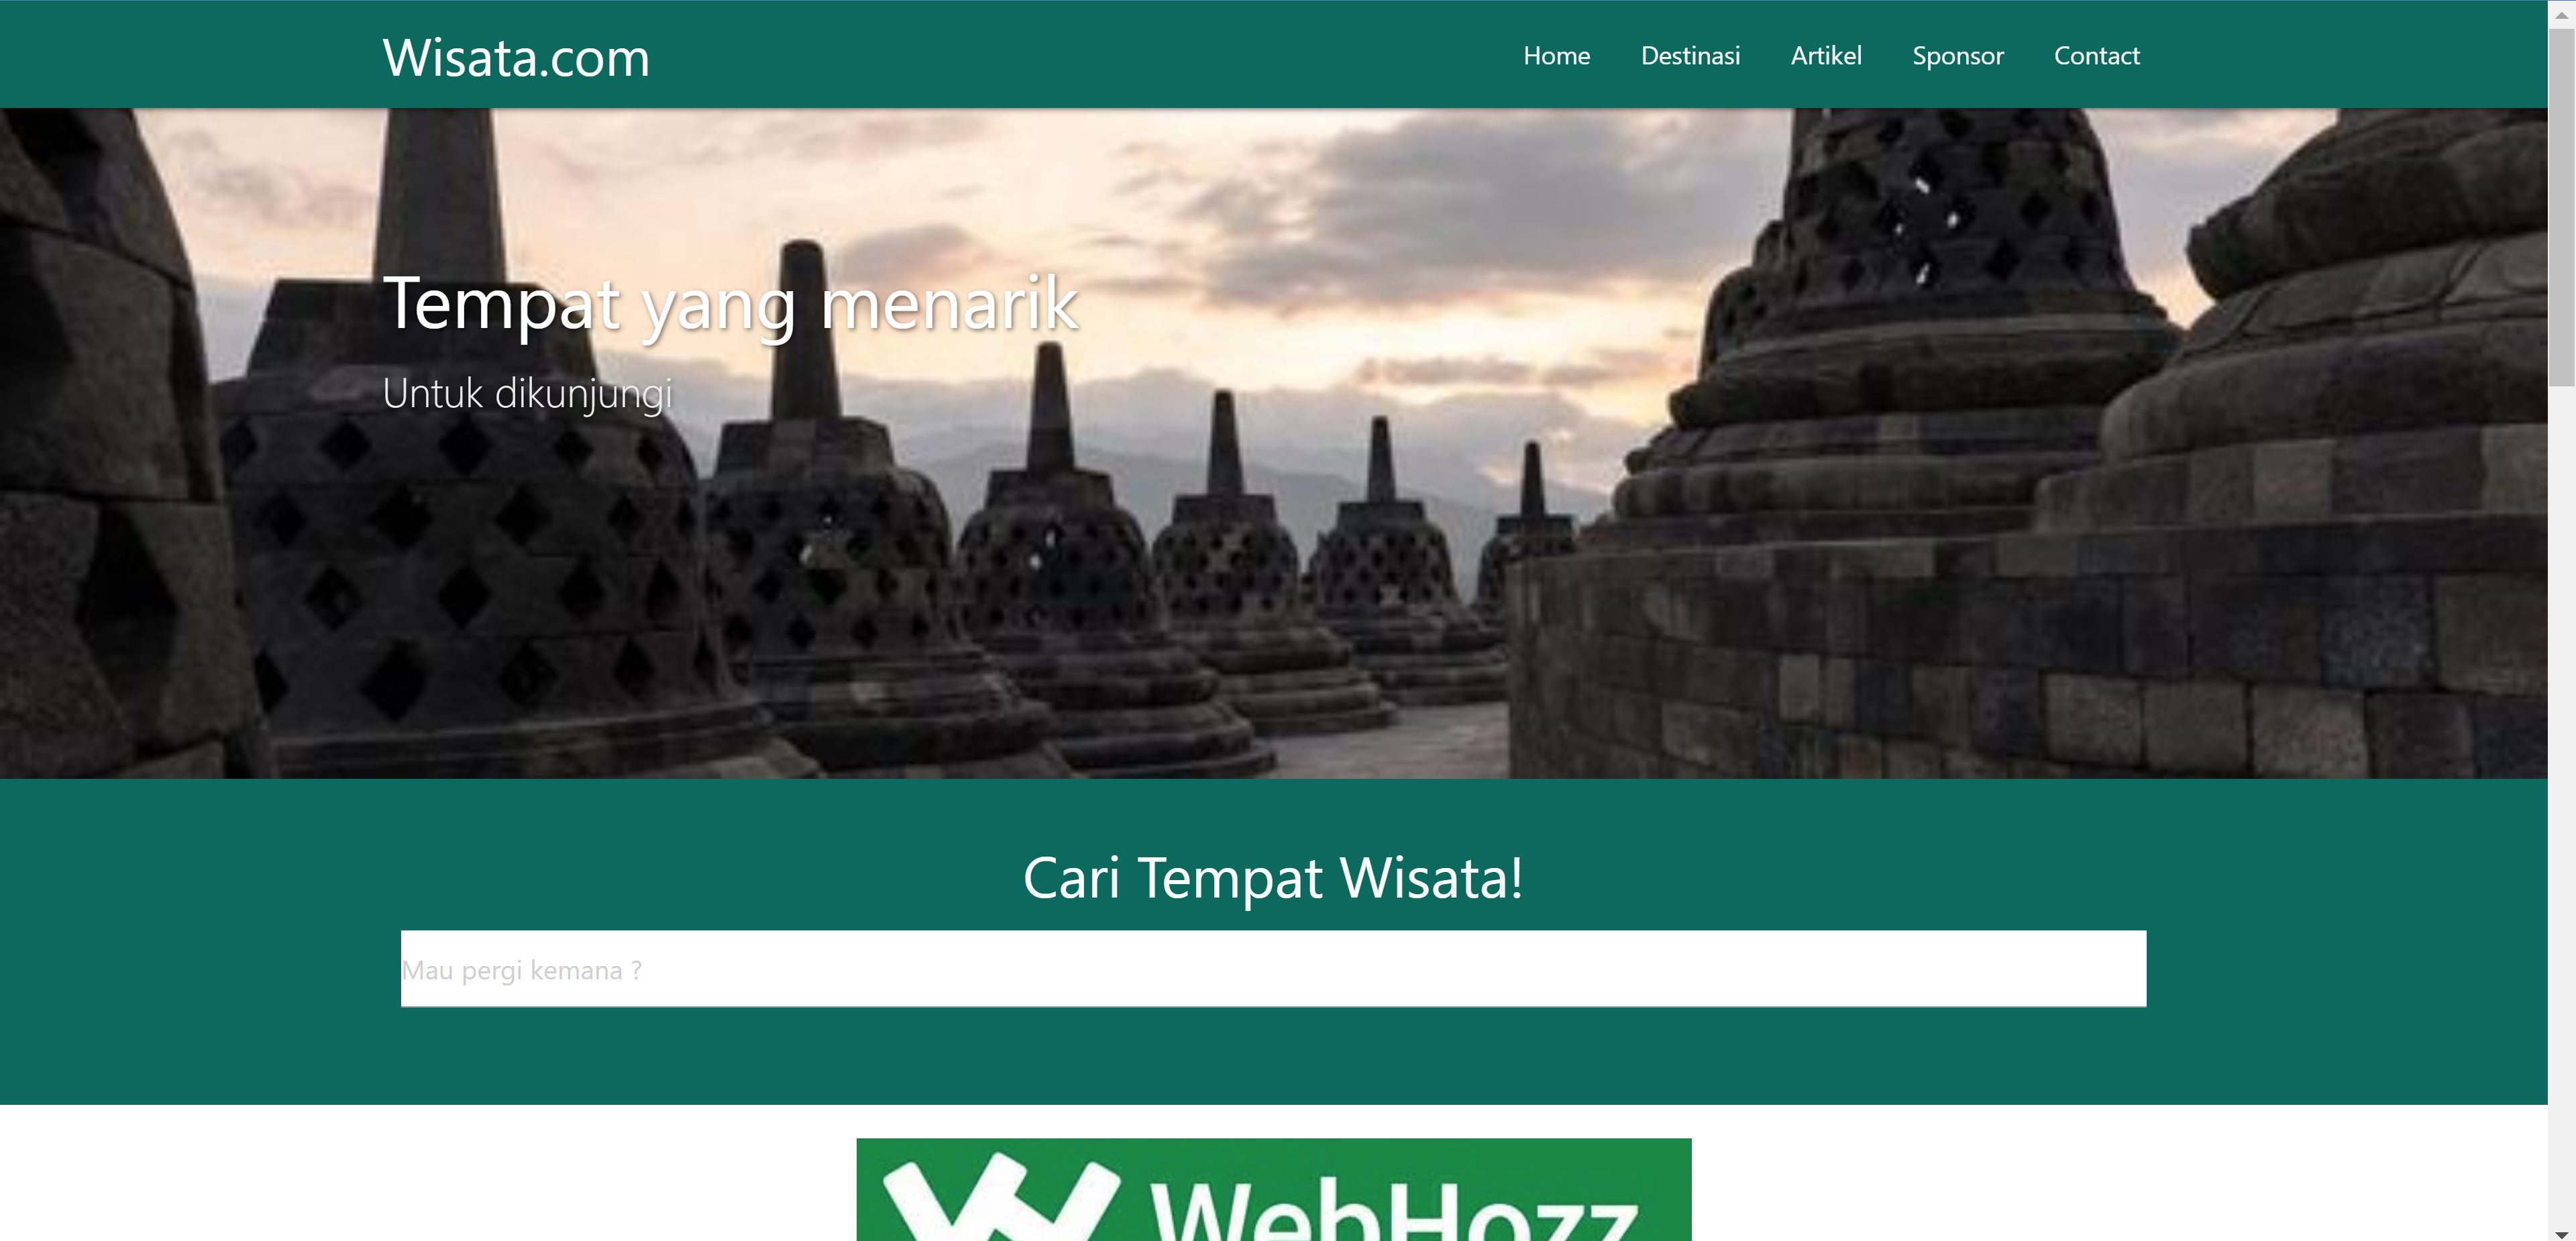 Wisata.com
Home Destinasi Artikel Sponsor Contact
Tempat yang menarik
Untuk dikunjungi
Cari Tempat Wisata!
Mau pergi kemana ?
WebHozz